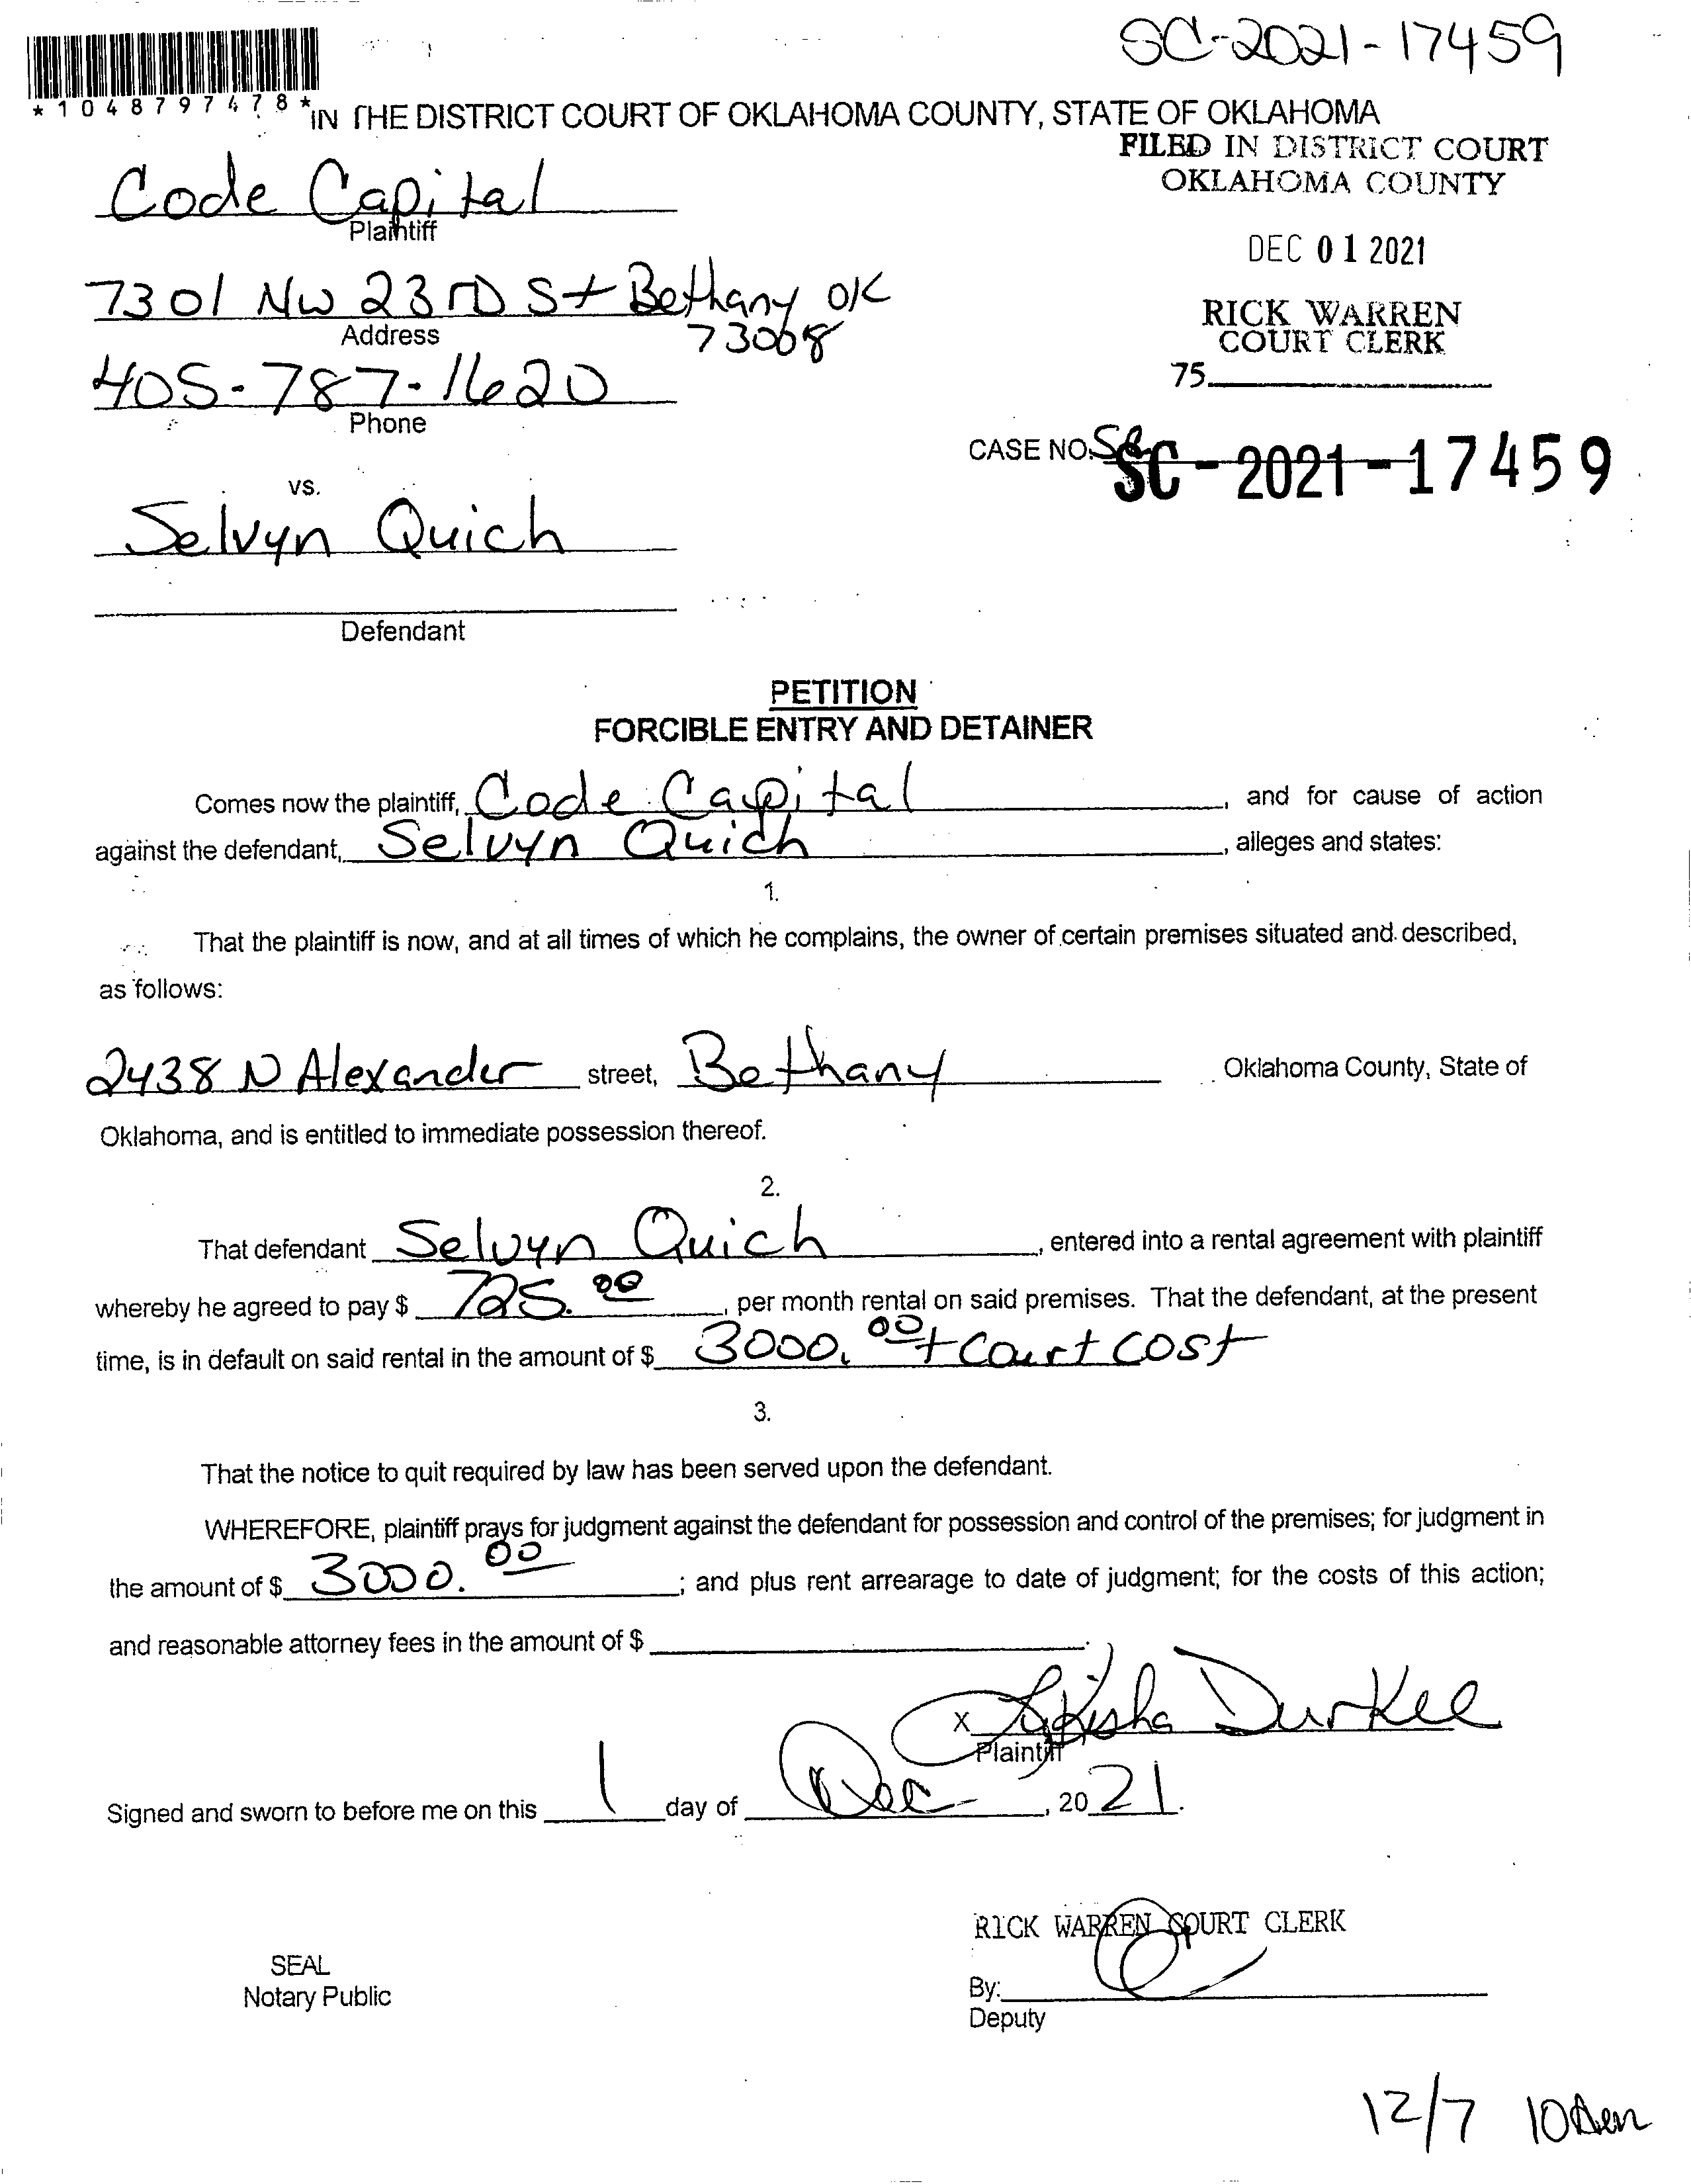 SC-2021-17459
*1048797478*
IN THE DISTRICT COURT OF OKLAHOMA COUNTY, STATE OF OKLAHOMA
FILED IN DISTRICT COURT
OKLAHOMA COUNTY
Code Capital
Plaintiff
DEC 01 2021
7301 NW 23RD St Bethany OK
73008
Address
RICK WARREN
COURT CLERK
75
405-787-1620
Phone
CASE NO. SC-2021-17459
vs.
Selvyn Quich
Defendant
PETITION
FORCIBLE ENTRY AND DETAINER
Comes now the plaintiff, Code Capital, and for cause of action
against the defendant, Selvyn Quich, alleges and states:
1.
That the plaintiff is now, and at all times of which he complains, the owner of certain premises situated and described,
as follows:
2438 N Alexander street, Bethany Oklahoma County, State of
Oklahoma, and is entitled to immediate possession thereof.
2.
That defendant Selvyn Quich, entered into a rental agreement with plaintiff
whereby he agreed to pay $ 725.00, per month rental on said premises. That the defendant, at the present
time, is in default on said rental in the amount of $ 3000.00 + Court Cost
3.
That the notice to quit required by law has been served upon the defendant.
WHEREFORE, plaintiff prays for judgment against the defendant for possession and control of the premises; for judgment in
the amount of $ 3000.00; and plus rent arrearage to date of judgment; for the costs of this action;
and reasonable attorney fees in the amount of $
X Durkee
Plaintiff
Signed and sworn to before me on this 1 day of Dec, 2021.
RICK WARREN COURT CLERK
SEAL
Notary Public
By:
Deputy
12/7